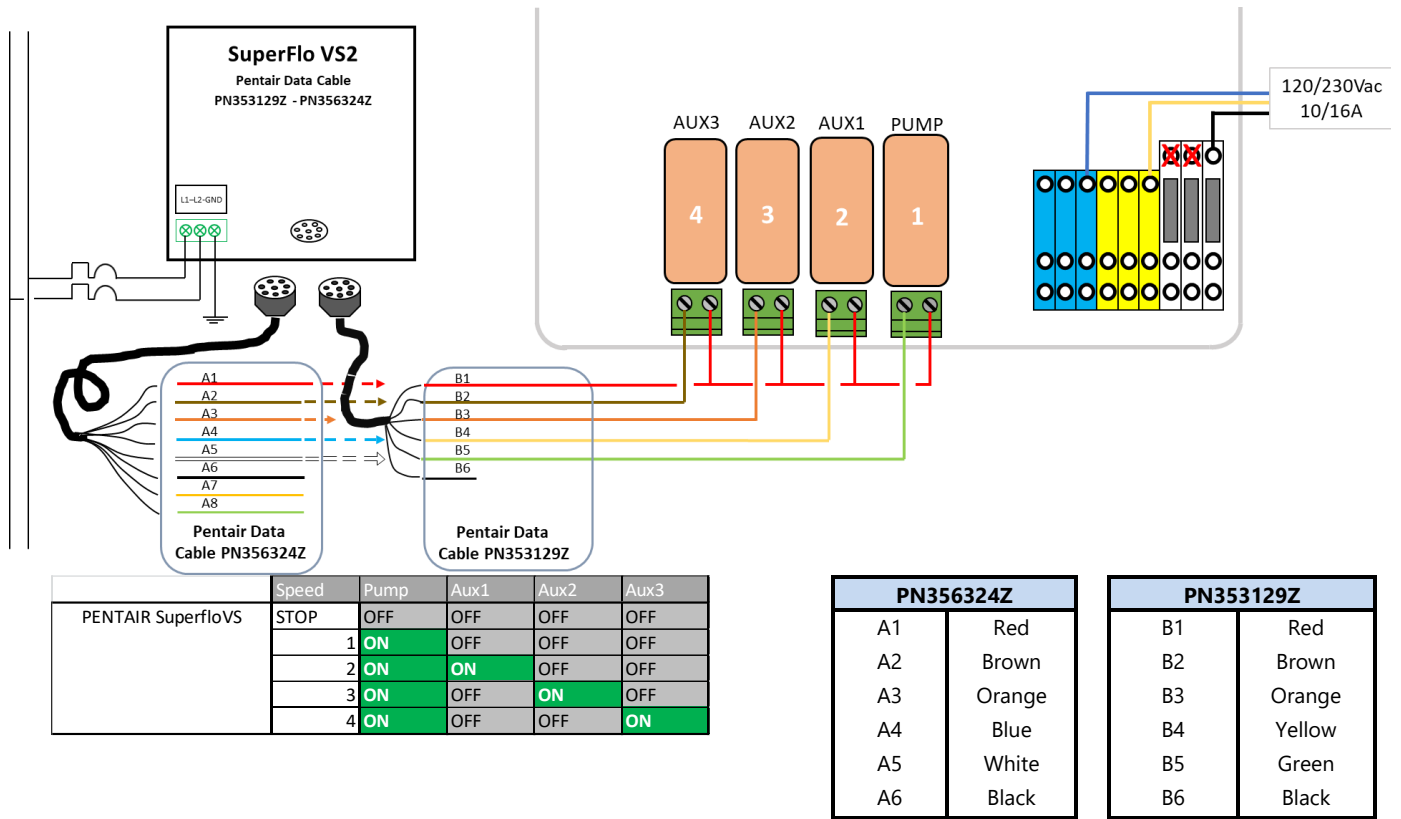 SuperFlo VS2
Pentair Data Cable
PN353129Z - PN356324Z
L1–L2-GND
120/230Vac
10/16A
AUX3 AUX2 AUX1 PUMP
4 3 2 1
A1
A2
A3
A4
A5
A6
A7
A8
Pentair Data
Cable PN356324Z
B1
B2
B3
B4
B5
B6
Pentair Data
Cable PN353129Z
Speed Pump Aux1 Aux2 Aux3
PENTAIR SuperfloVS STOP OFF OFF OFF OFF
1 ON OFF OFF OFF
2 ON ON OFF OFF
3 ON OFF ON OFF
4 ON OFF OFF ON
PN356324Z
A1 Red
A2 Brown
A3 Orange
A4 Blue
A5 White
A6 Black
PN353129Z
B1 Red
B2 Brown
B3 Orange
B4 Yellow
B5 Green
B6 Black